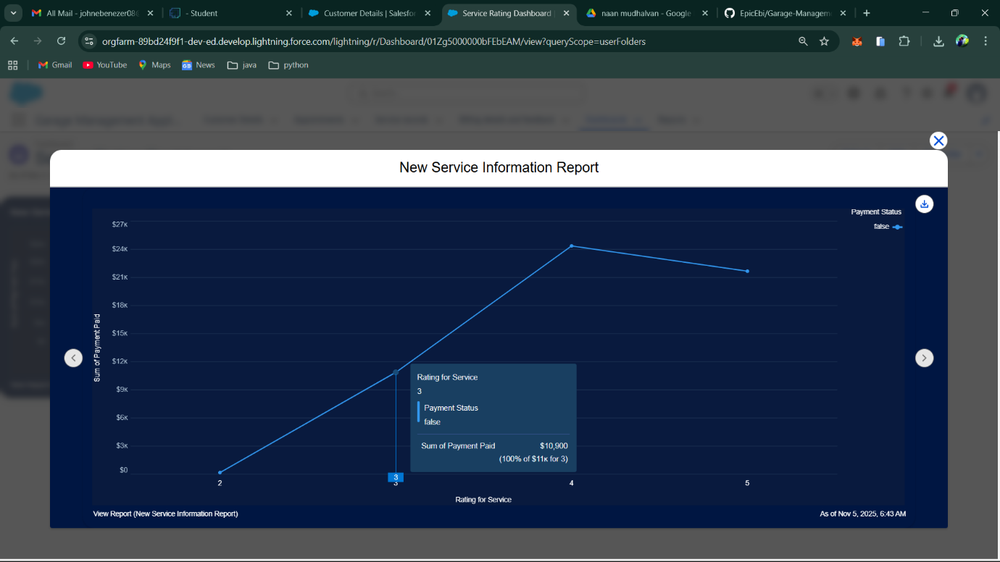 All Mail - johnebenezer08
- Student
Customer Details | Salesfor
Service Rating Dashboard |
naan mudhalvan - Google
EpicEbi/Garage-Managem
orgfarm-89bd24f9f1-dev-ed.develop.lightning.force.com/lightning/r/Dashboard/01Zg5000000bFEbEAM/view?queryScope=userFolders
Gmail
YouTube
Maps
News
java
python
New Service Information Report
Payment Status
false
$27K
$24K
$21K
$18K
$15K
$12K
$9K
$6K
$3K
$0
Sum of Payment Paid
Rating for Service
3
Payment Status
false
Sum of Payment Paid $10,900
(100% of $11K for 3)
3
2 3 4 5
Rating for Service
View Report (New Service Information Report)
As of Nov 5, 2025, 6:43 AM